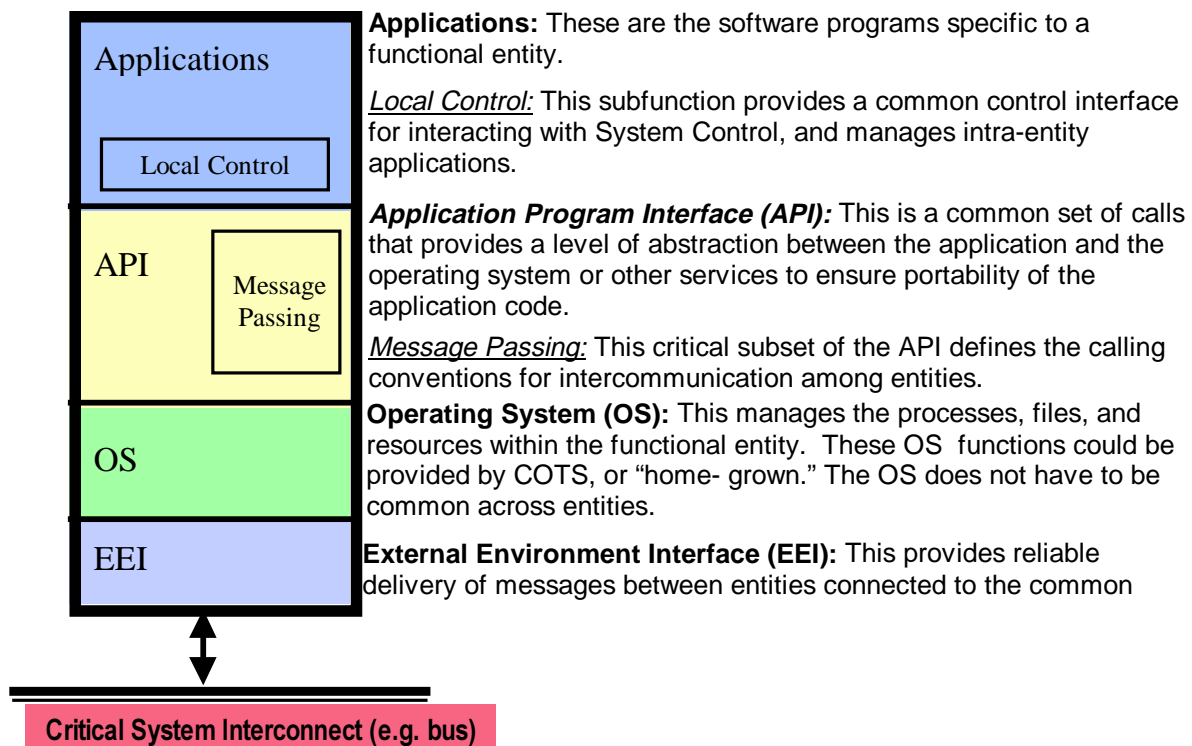 Applications
Local Control
API
Message
Passing
OS
EEI
Critical System Interconnect (e.g. bus)
Applications: These are the software programs specific to a
functional entity.
Local Control: This subfunction provides a common control interface
for interacting with System Control, and manages intra-entity
applications.
Application Program Interface (API): This is a common set of calls
that provides a level of abstraction between the application and the
operating system or other services to ensure portability of the
application code.
Message Passing: This critical subset of the API defines the calling
conventions for intercommunication among entities.
Operating System (OS): This manages the processes, files, and
resources within the functional entity.  These OS  functions could be
provided by COTS, or “home- grown.” The OS does not have to be
common across entities.
External Environment Interface (EEI): This provides reliable
delivery of messages between entities connected to the common